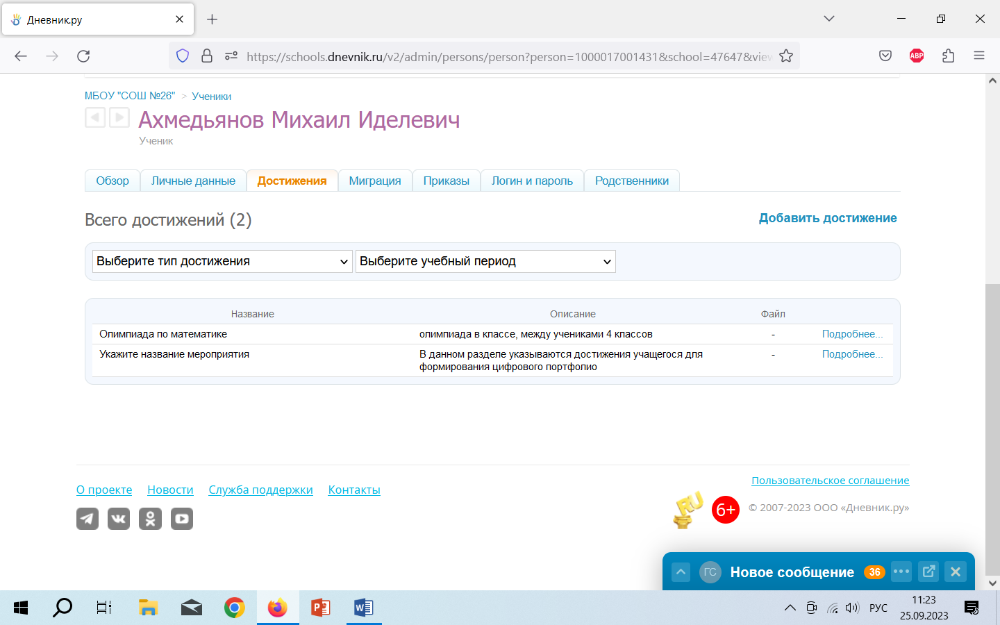 Дневник.ру
https://schools.dnevnik.ru/v2/admin/persons/person?person=1000017001431&school=47647&view
ABP
МБОУ "СОШ №26" > Ученики
Ахмедьянов Михаил Иделевич
Ученик
Обзор Личные данные Достижения Миграция Приказы Логин и пароль Родственники
Всего достижений (2) Добавить достижение
Выберите тип достижения Выберите учебный период
Название Описание Файл
Олимпиада по математике олимпиада в классе, между учениками 4 классов - Подробнее...
Укажите название мероприятия В данном разделе указываются достижения учащегося для - Подробнее...
формирования цифрового портфолио
Пользовательское соглашение
О проекте Новости Служба поддержки Контакты
RU 6+ © 2007-2023 ООО «Дневник.ру»
ГС Новое сообщение 36
РУС 11:23
25.09.2023